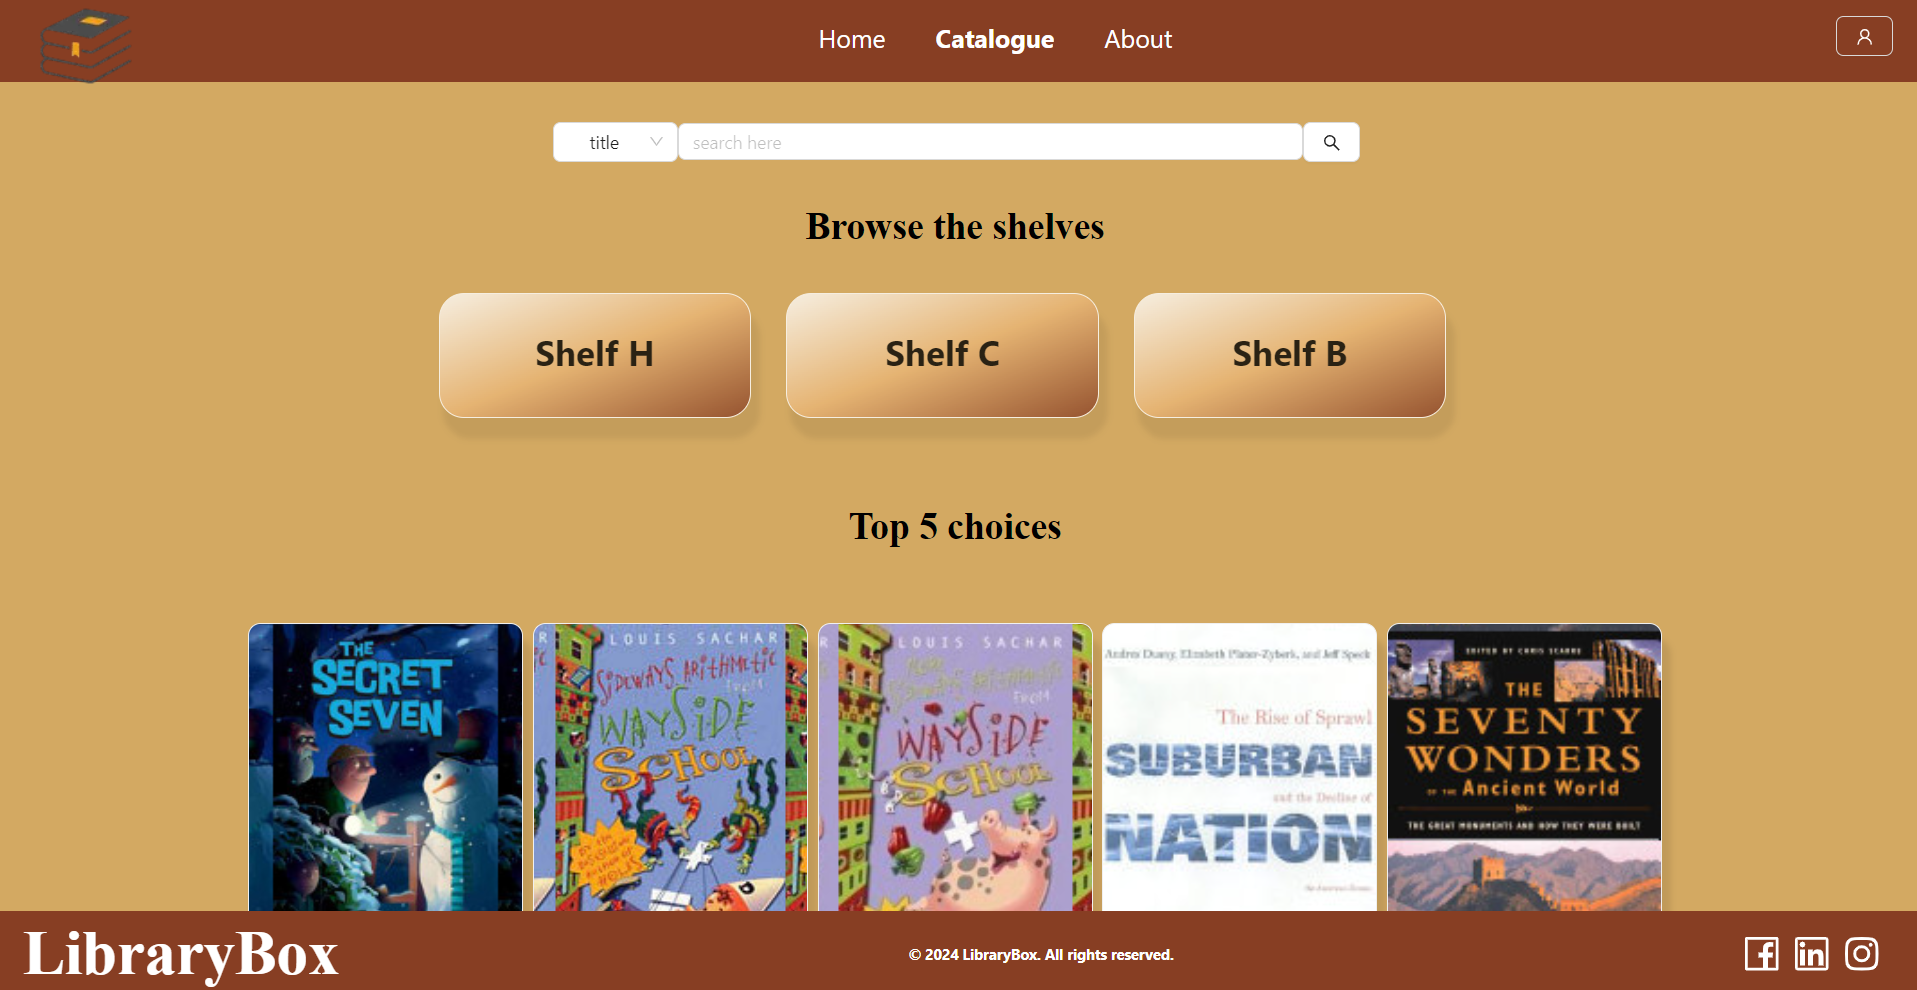 Home Catalogue About
title
search here
Browse the shelves
Shelf H
Shelf C
Shelf B
Top 5 choices
THE
SECRET
SEVEN
LOUIS SACHAR
SIDEWAYS ARITHMETIC
FROM
WAYSIDE
SCHOOL
LOUIS SACHAR
MORE
SIDEWAYS ARITHMETIC
FROM
WAYSIDE
SCHOOL
Andres Duany, Elizabeth Plater-Zyberk, and Jeff Speck
The Rise of Sprawl
SUBURBAN
and the Decline of
NATION
EDITED BY CHRIS SCARRE
THE
SEVENTY
WONDERS
OF THE Ancient World
THE GREAT MONUMENTS AND HOW THEY WERE BUILT
LibraryBox
© 2024 LibraryBox. All rights reserved.